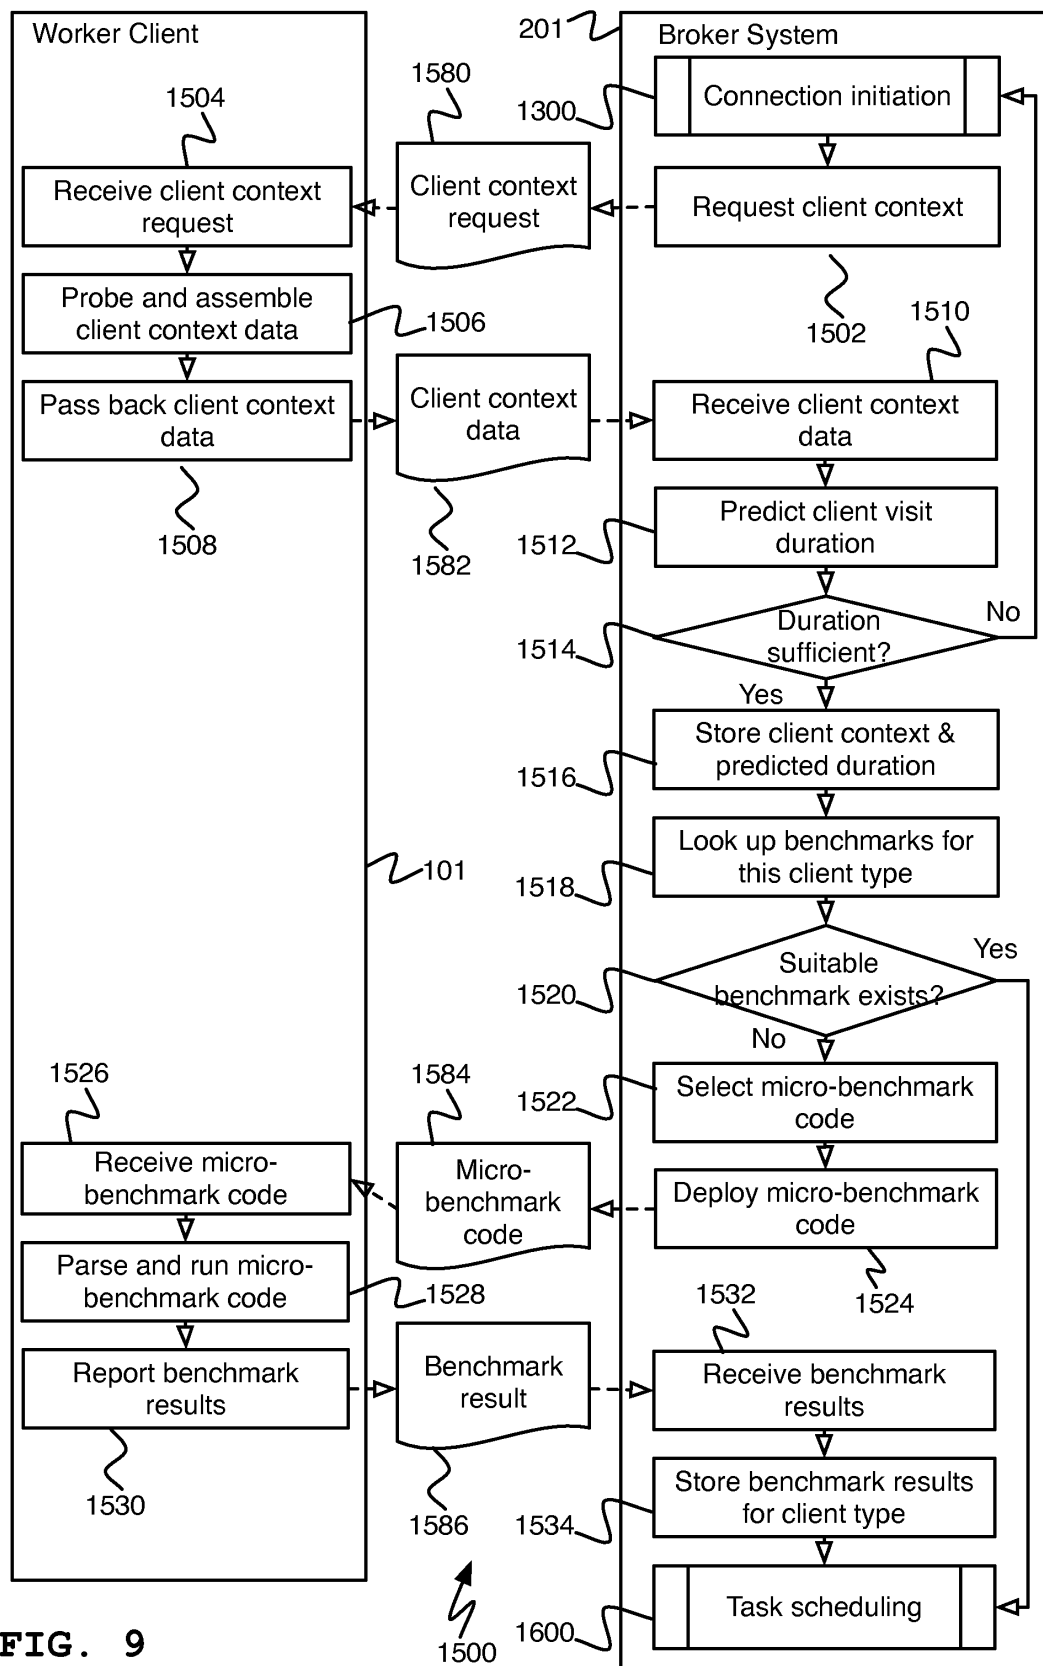 Worker Client
201
Broker System
1580
1504
1300
Connection initiation
Receive client context
request
Client context
request
Request client context
Probe and assemble
client context data
1506
1502
1510
Pass back client context
data
Client context
data
Receive client context
data
1508
1582
1512
Predict client visit
duration
No
1514
Duration
sufficient?
Yes
1516
Store client context &
predicted duration
101
1518
Look up benchmarks for
this client type
Yes
1520
Suitable
benchmark exists?
No
1526
1584
1522
Select micro-benchmark
code
Receive micro-
benchmark code
Micro-
benchmark
code
Deploy micro-benchmark
code
Parse and run micro-
benchmark code
1528
1532
1524
Report benchmark
results
Benchmark
result
Receive benchmark
results
1530
1586
1534
Store benchmark results
for client type
1600
Task scheduling
FIG. 9
1500